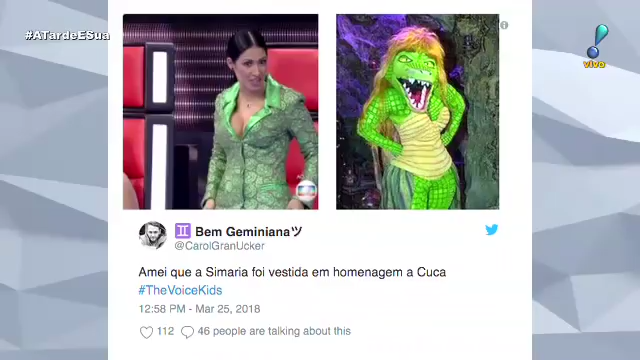 #ATardeESua
vivo
♊ Bem Geminianaツ
@CarolGranUcker
Amei que a Simaria foi vestida em homenagem a Cuca
#TheVoiceKids
12:58 PM - Mar 25, 2018
112
46 people are talking about this